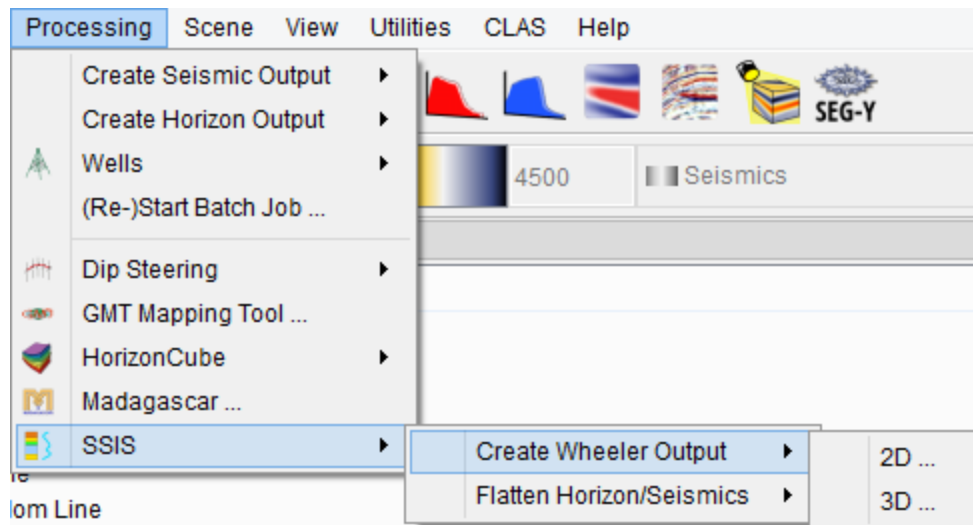 Processing Scene View Utilities CLAS Help
Create Seismic Output
Create Horizon Output
SEG-Y
Wells
4500 Seismics
(Re-)Start Batch Job ...
Dip Steering
GMT Mapping Tool ...
HorizonCube
Madagascar ...
SSIS
Create Wheeler Output
2D ...
Flatten Horizon/Seismics
3D ...
om Line